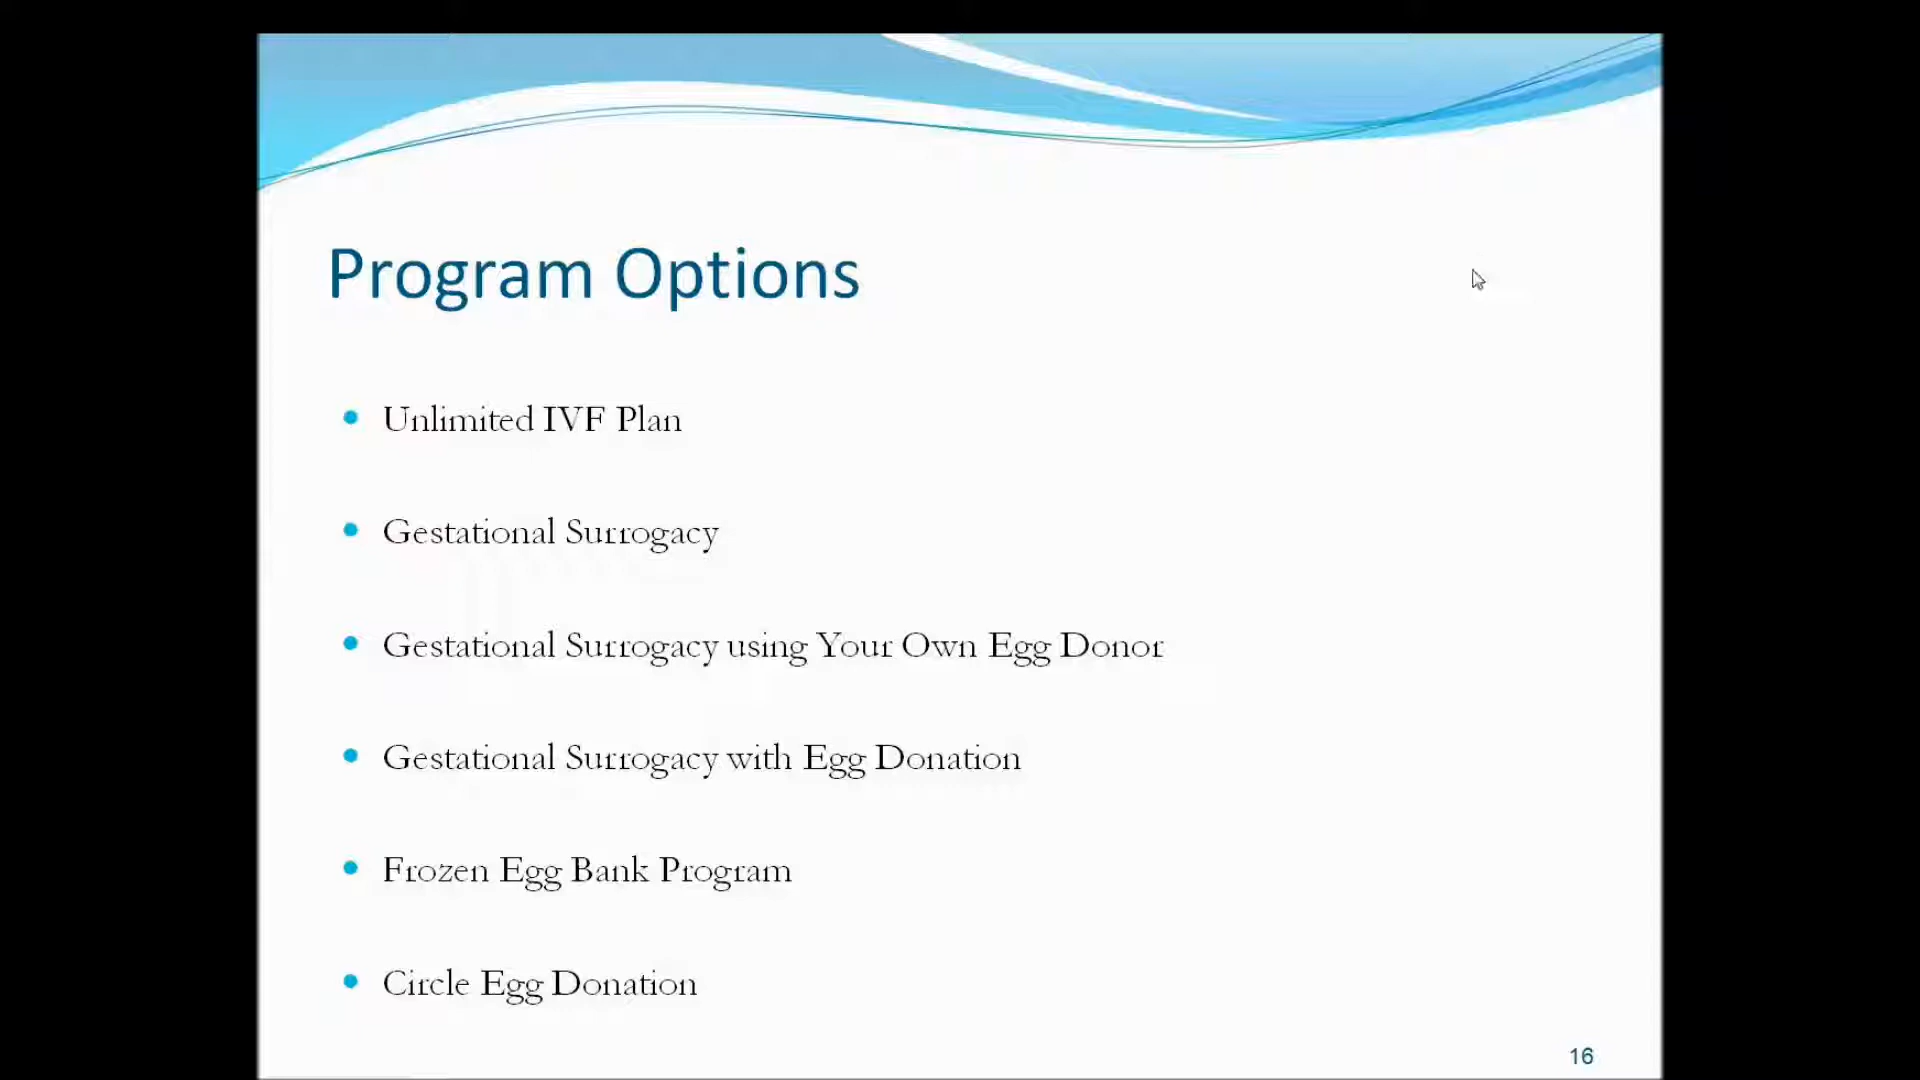 Program Options
Unlimited IVF Plan
Gestational Surrogacy
Gestational Surrogacy using Your Own Egg Donor
Gestational Surrogacy with Egg Donation
Frozen Egg Bank Program
Circle Egg Donation
16